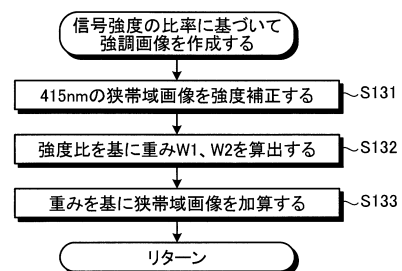 信号強度の比率に基づいて
強調画像を作成する
415nmの狭帯域画像を強度補正する
S131
強度比を基に重みW1、W2を算出する
S132
重みを基に狭帯域画像を加算する
S133
リターン